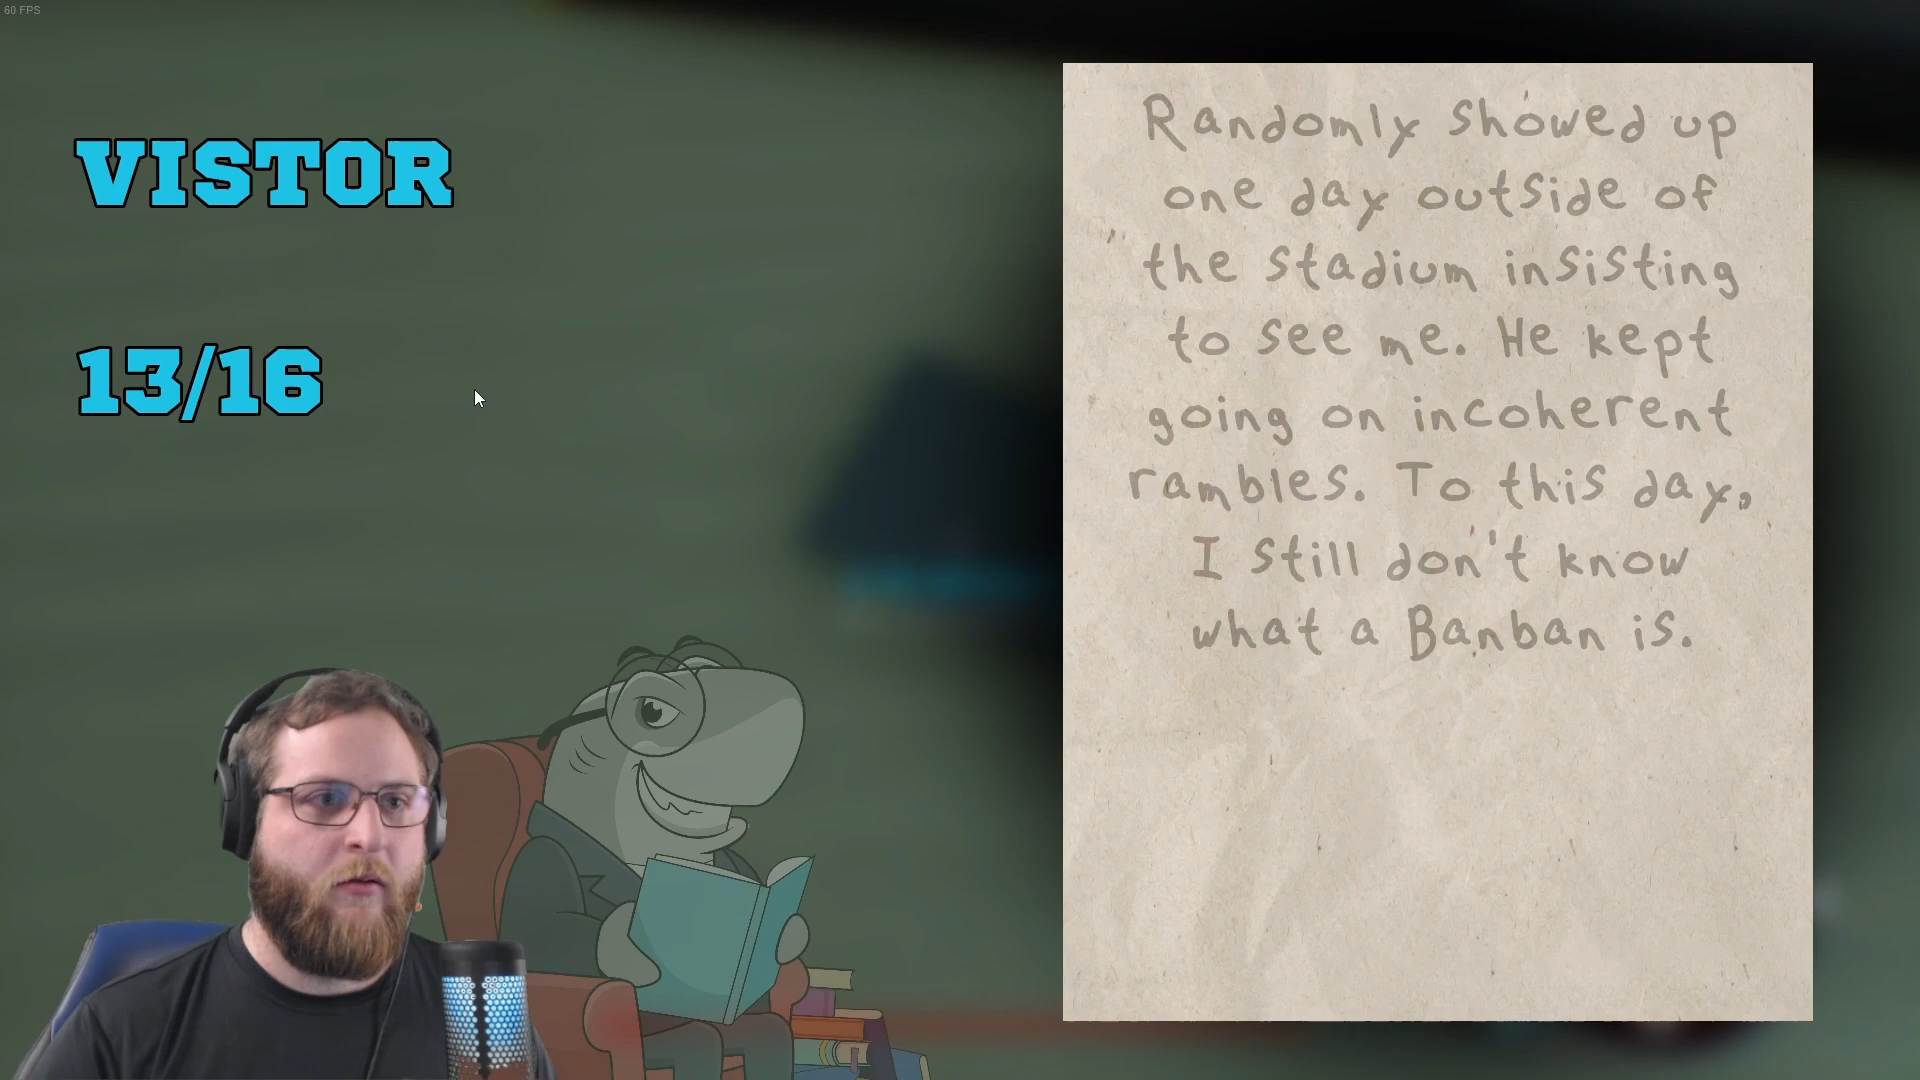 60 FPS
VISTOR
13/16
Randomly showed up
one day outside of
the stadium insisting
to see me. He kept
going on incoherent
rambles. To this day,
I still don't know
what a Banban is.